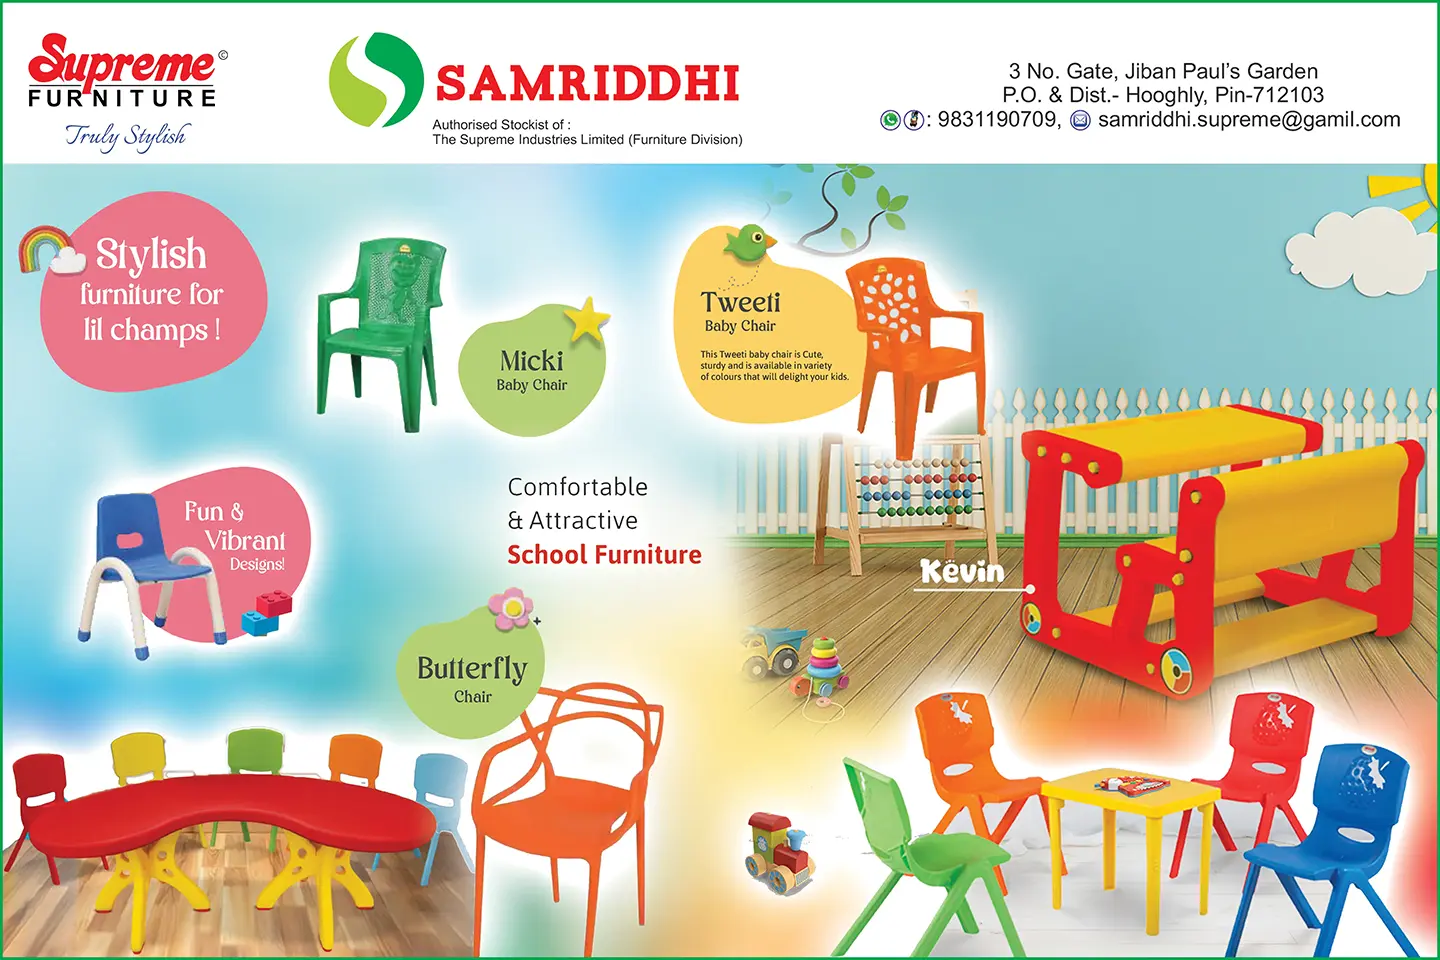 Supreme ©
FURNITURE
Truly Stylish
SAMRIDDHI
Authorised Stockist of :
The Supreme Industries Limited (Furniture Division)
3 No. Gate, Jiban Paul's Garden
P.O. & Dist.- Hooghly, Pin-712103
: 9831190709, samriddhi.supreme@gamil.com
Stylish
furniture for
lil champs !
Micki
Baby Chair
Tweeti
Baby Chair
This Tweeti baby chair is Cute,
sturdy and is available in variety
of colours that will delight your kids.
Fun &
Vibrant
Designs!
Comfortable
& Attractive
School Furniture
Kevin
Butterfly
Chair